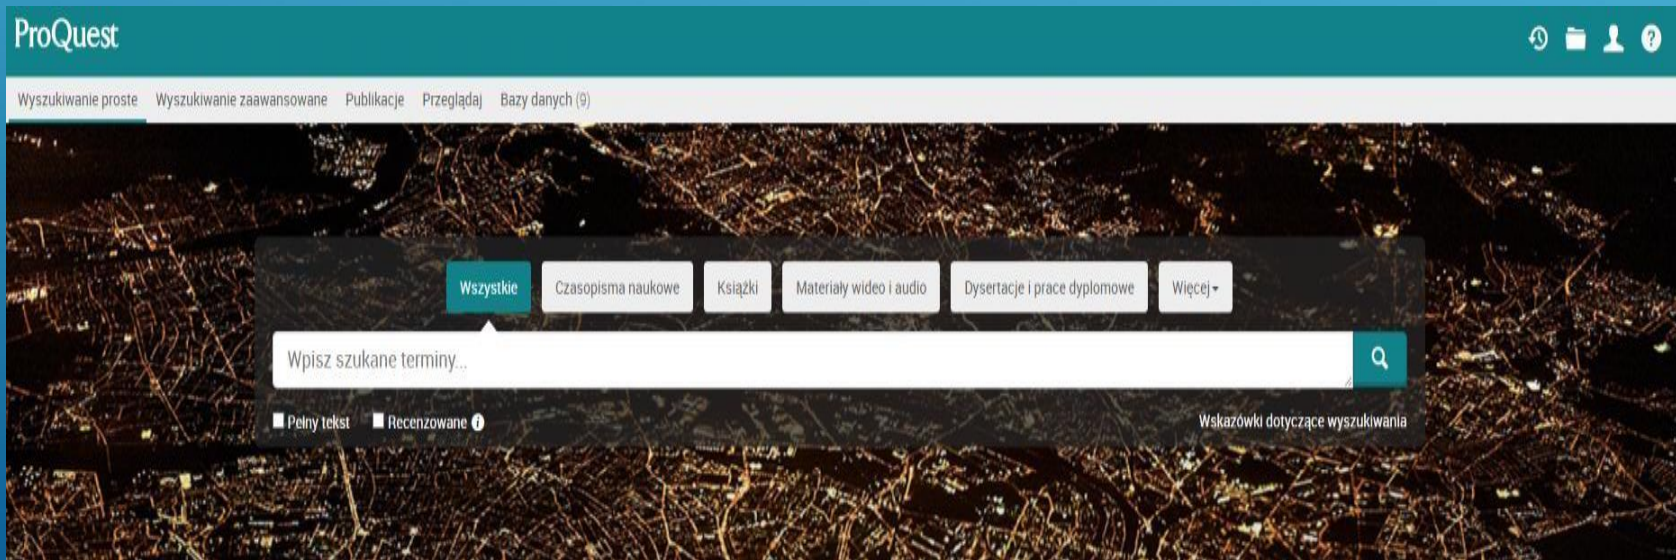 ProQuest
Wyszukiwanie proste Wyszukiwanie zaawansowane Publikacje Przeglądaj Bazy danych (9)
Wszystkie Czasopisma naukowe Książki Materiały wideo i audio Dysertacje i prace dyplomowe Więcej
Wpisz szukane terminy...
Pełny tekst Recenzowane Wskazówki dotyczące wyszukiwania